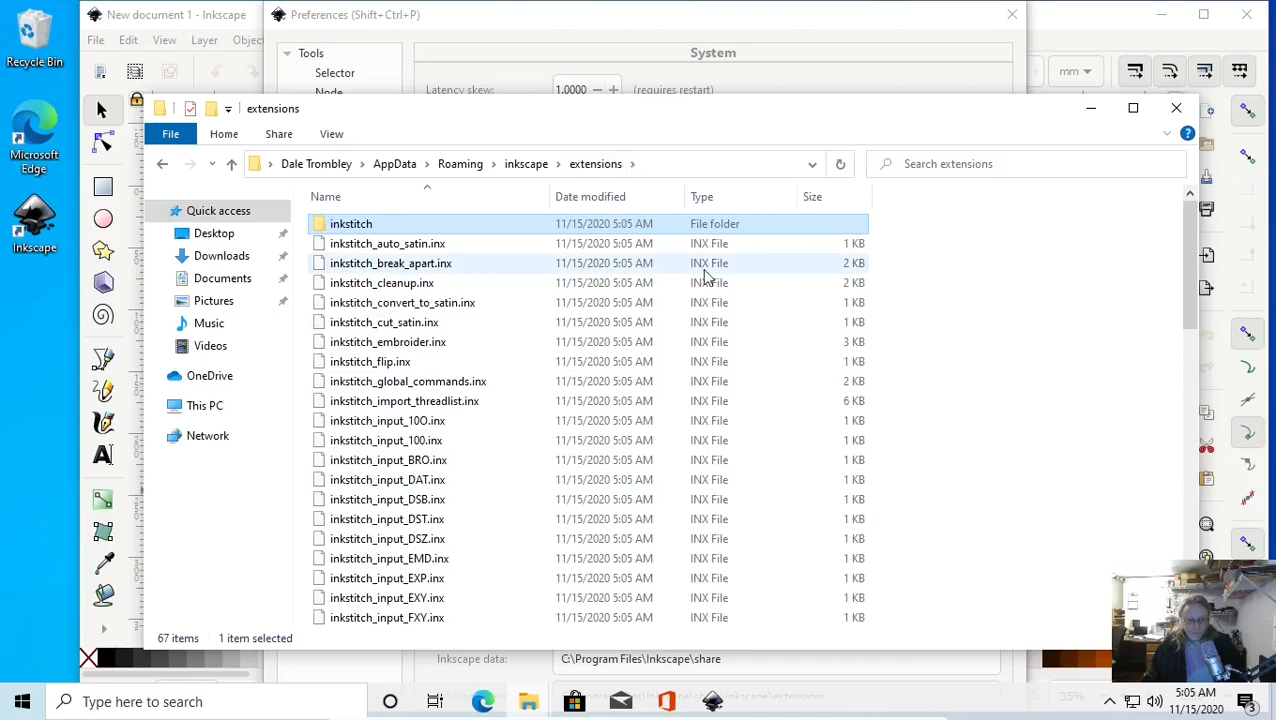 Recycle Bin
Microsoft Edge
Inkscape
New document 1 - Inkscape
File Edit View Layer Objec
Preferences (Shift+Ctrl+P)
Tools
Selector
Node
System
Latency skew: 1.0000 (requires restart)
mm
extensions
File Home Share View
Dale Trombley AppData Roaming inkscape extensions
Search extensions
Name Date modified Type Size
Quick access
Desktop
Downloads
Documents
Pictures
Music
Videos
OneDrive
This PC
Network
inkstitch 11/15/2020 5:05 AM File folder
inkstitch_auto_satin.inx 11/15/2020 5:05 AM INX File 1 KB
inkstitch_break_apart.inx 11/15/2020 5:05 AM INX File 2 KB
inkstitch_cleanup.inx 11/15/2020 5:05 AM INX File 2 KB
inkstitch_convert_to_satin.inx 11/15/2020 5:05 AM INX File 1 KB
inkstitch_cut_satin.inx 11/15/2020 5:05 AM INX File 1 KB
inkstitch_embroider.inx 11/15/2020 5:05 AM INX File 3 KB
inkstitch_flip.inx 11/15/2020 5:05 AM INX File 1 KB
inkstitch_global_commands.inx 11/15/2020 5:05 AM INX File 2 KB
inkstitch_import_threadlist.inx 11/15/2020 5:05 AM INX File 6 KB
inkstitch_input_10O.inx 11/15/2020 5:05 AM INX File 1 KB
inkstitch_input_100.inx 11/15/2020 5:05 AM INX File 1 KB
inkstitch_input_BRO.inx 11/15/2020 5:05 AM INX File 1 KB
inkstitch_input_DAT.inx 11/15/2020 5:05 AM INX File 1 KB
inkstitch_input_DSB.inx 11/15/2020 5:05 AM INX File 1 KB
inkstitch_input_DST.inx 11/15/2020 5:05 AM INX File 1 KB
inkstitch_input_DSZ.inx 11/15/2020 5:05 AM INX File 1 KB
inkstitch_input_EMD.inx 11/15/2020 5:05 AM INX File 1 KB
inkstitch_input_EXP.inx 11/15/2020 5:05 AM INX File 1 KB
inkstitch_input_EXY.inx 11/15/2020 5:05 AM INX File 1 KB
inkstitch_input_FXY.inx 11/15/2020 5:05 AM INX File 1 KB
67 items 1 item selected
Inkscape data: C:\Program Files\Inkscape\share
35%
Type here to search
5:05 AM
11/15/2020
3